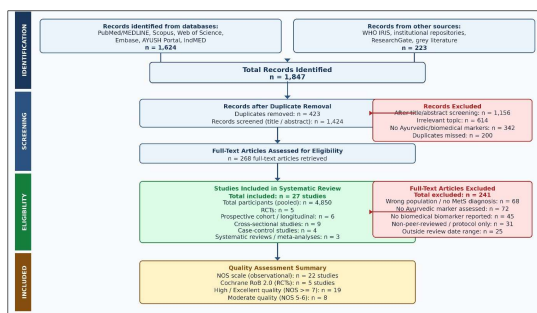 IDENTIFICATION
Records identified from databases:
PubMed/MEDLINE, Scopus, Web of Science,
Embase, AYUSH Portal, IndMED
n = 1,624
Records from other sources:
WHO IRIS, institutional repositories,
ResearchGate, grey literature
n = 223
Total Records Identified
n = 1,847
SCREENING
Records after Duplicate Removal
Duplicates removed: n = 423
Records screened (title / abstract): n = 1,424
Records Excluded
After title/abstract screening: n = 1,156
Irrelevant topic: n = 614
No Ayurvedic/biomedical markers: n = 342
Duplicates missed: n = 200
Full-Text Articles Assessed for Eligibility
n = 268 full-text articles retrieved
ELIGIBILITY
Studies Included in Systematic Review
Total included: n = 27 studies
Total participants (pooled): n = 4,850
RCTs: n = 5
Prospective cohort / longitudinal: n = 6
Cross-sectional studies: n = 9
Case-control studies: n = 4
Systematic reviews / meta-analyses: n = 3
Full-Text Articles Excluded
Total excluded: n = 241
Wrong population / no MetS diagnosis: n = 68
No Ayurvedic marker assessed: n = 72
No biomedical biomarker reported: n = 45
Non-peer-reviewed / protocol only: n = 31
Outside review date range: n = 25
INCLUDED
Quality Assessment Summary
NOS scale (observational): n = 22 studies
Cochrane RoB 2.0 (RCTs): n = 5 studies
High / Excellent quality (NOS >= 7): n = 19
Moderate quality (NOS 5-6): n = 8